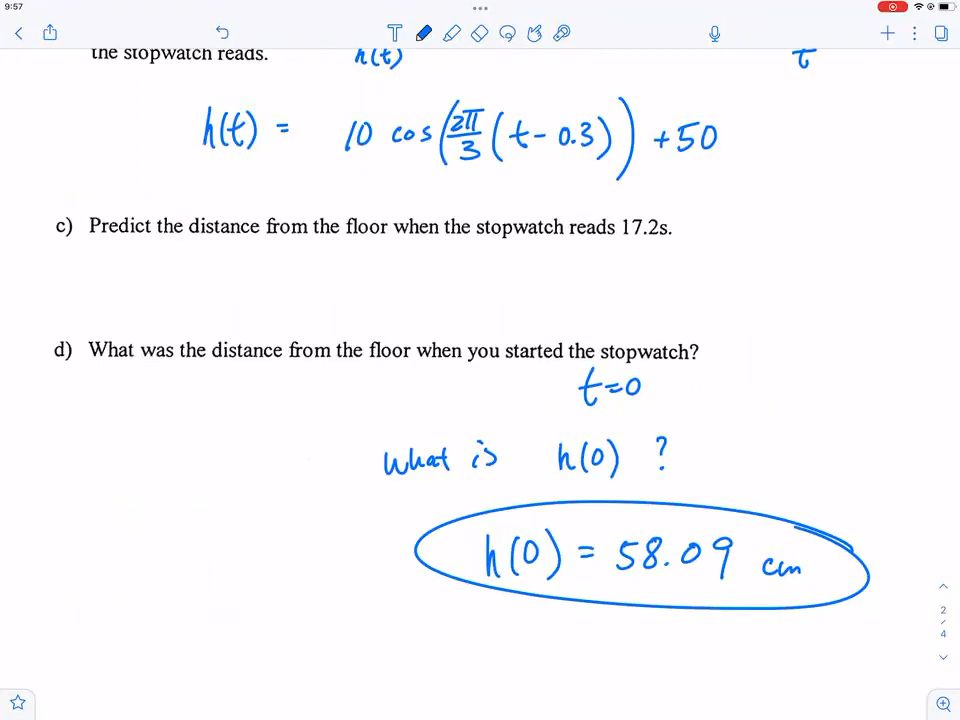 9:57
the stopwatch reads. h(t) t
h(t) = 10 cos(2π/3 (t - 0.3)) + 50
c) Predict the distance from the floor when the stopwatch reads 17.2s.
d) What was the distance from the floor when you started the stopwatch?
t=0
What is h(0) ?
h(0) = 58.09 cm
2
/
4